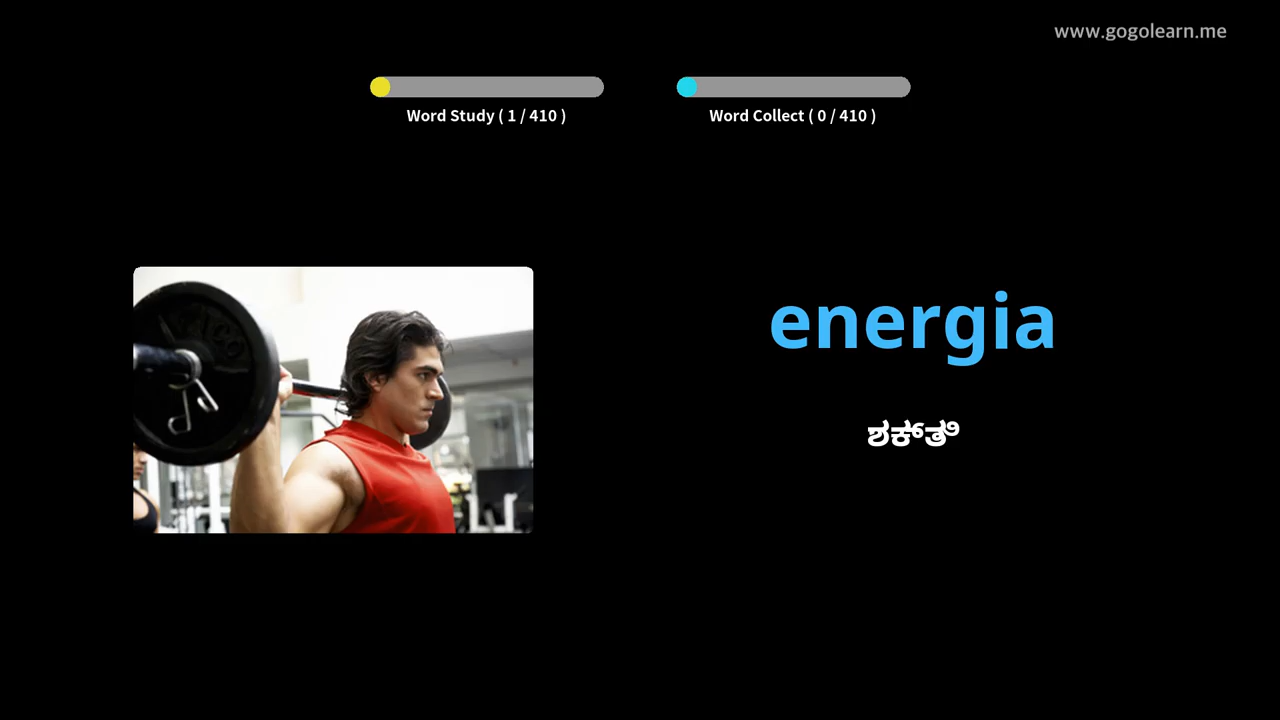 www.gogolearn.me
Word Study ( 1 / 410 )
Word Collect ( 0 / 410 )
energia
ಶಕ್ತಿ